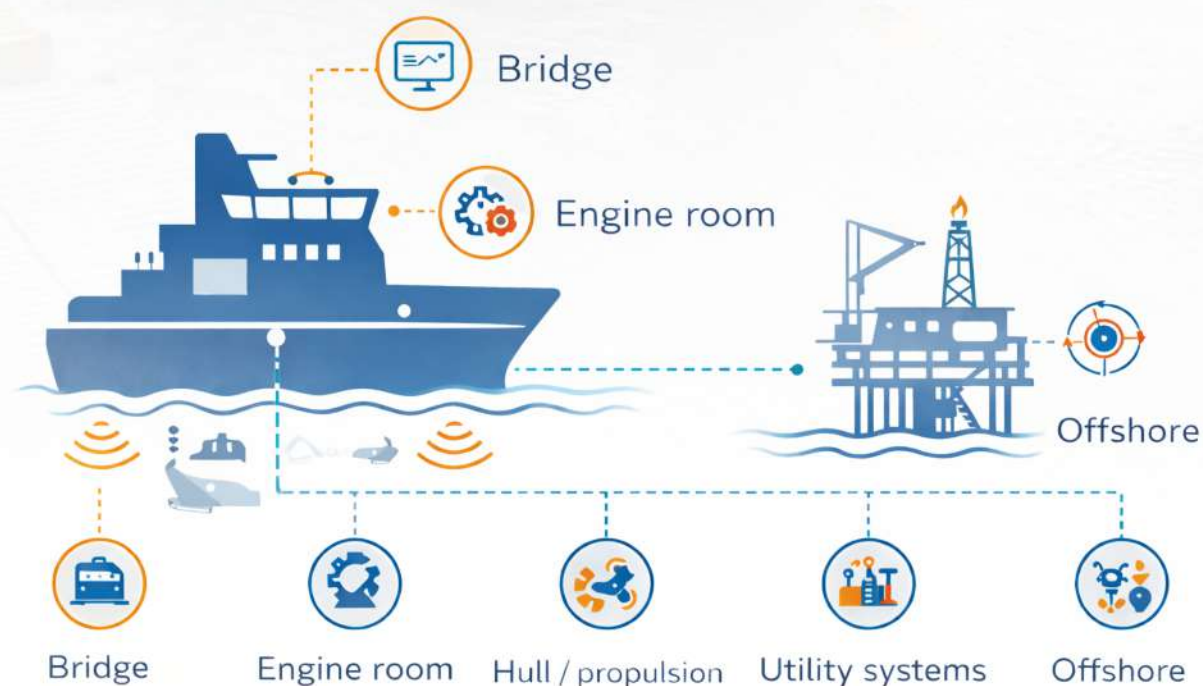 Bridge
Engine room
Offshore
Bridge
Engine room
Hull / propulsion
Utility systems
Offshore